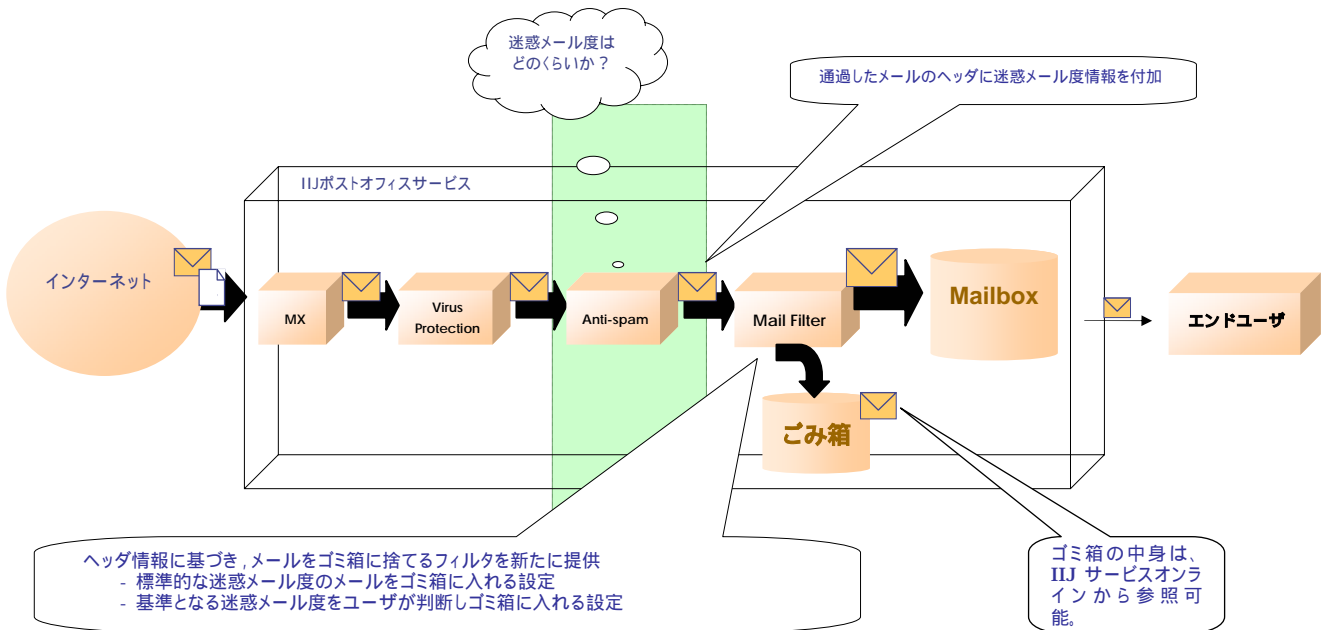 迷惑メール度は
どのくらいか？
通過したメールのヘッダに迷惑メール度情報を付加
IIJポストオフィスサービス
インターネット
MX
Virus
Protection
Anti-spam
Mail Filter
Mailbox
エンドユーザ
ごみ箱
ヘッダ情報に基づき,メールをゴミ箱に捨てるフィルタを新たに提供
- 標準的な迷惑メール度のメールをゴミ箱に入れる設定
- 基準となる迷惑メール度をユーザが判断しゴミ箱に入れる設定
ゴミ箱の中身は、
IIJ サービスオンラ
インから参照可
能。